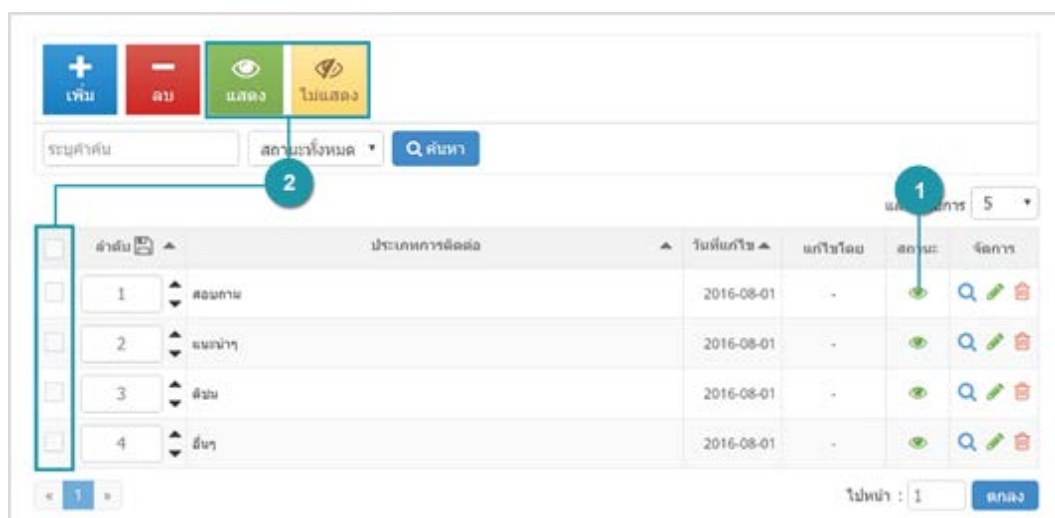 เพิ่ม ลบ แสดง ไม่แสดง
ระบุคำค้น สถานะทั้งหมด ค้นหา
2
1
5
ลำดับ ประเภทการติดต่อ วันที่แก้ไข แก้ไขโดย สถานะ จัดการ
1 สอบถาม 2016-08-01 -
2 แนะนำๆ 2016-08-01 -
3 ติชม 2016-08-01 -
4 อื่นๆ 2016-08-01 -
« 1 » ไปหน้า : 1 ตกลง